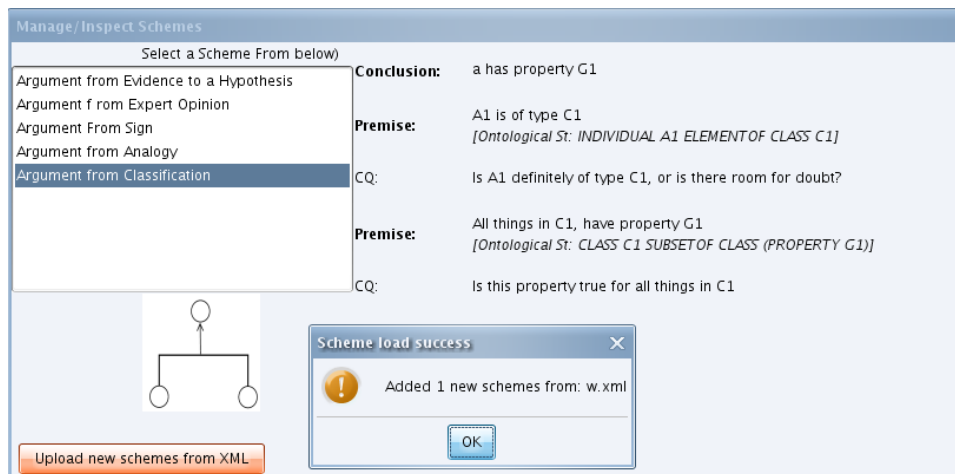 Manage/Inspect Schemes
Select a Scheme From below)
Argument from Evidence to a Hypothesis
Argument f rom Expert Opinion
Argument From Sign
Argument from Analogy
Argument from Classification
Conclusion: a has property G1
Premise: A1 is of type C1
[Ontological St: INDIVIDUAL A1 ELEMENTOF CLASS C1]
CQ: Is A1 definitely of type C1, or is there room for doubt?
Premise: All things in C1, have property G1
[Ontological St: CLASS C1 SUBSETOF CLASS (PROPERTY G1)]
CQ: Is this property true for all things in C1
Scheme load success
Added 1 new schemes from: w.xml
OK
Upload new schemes from XML